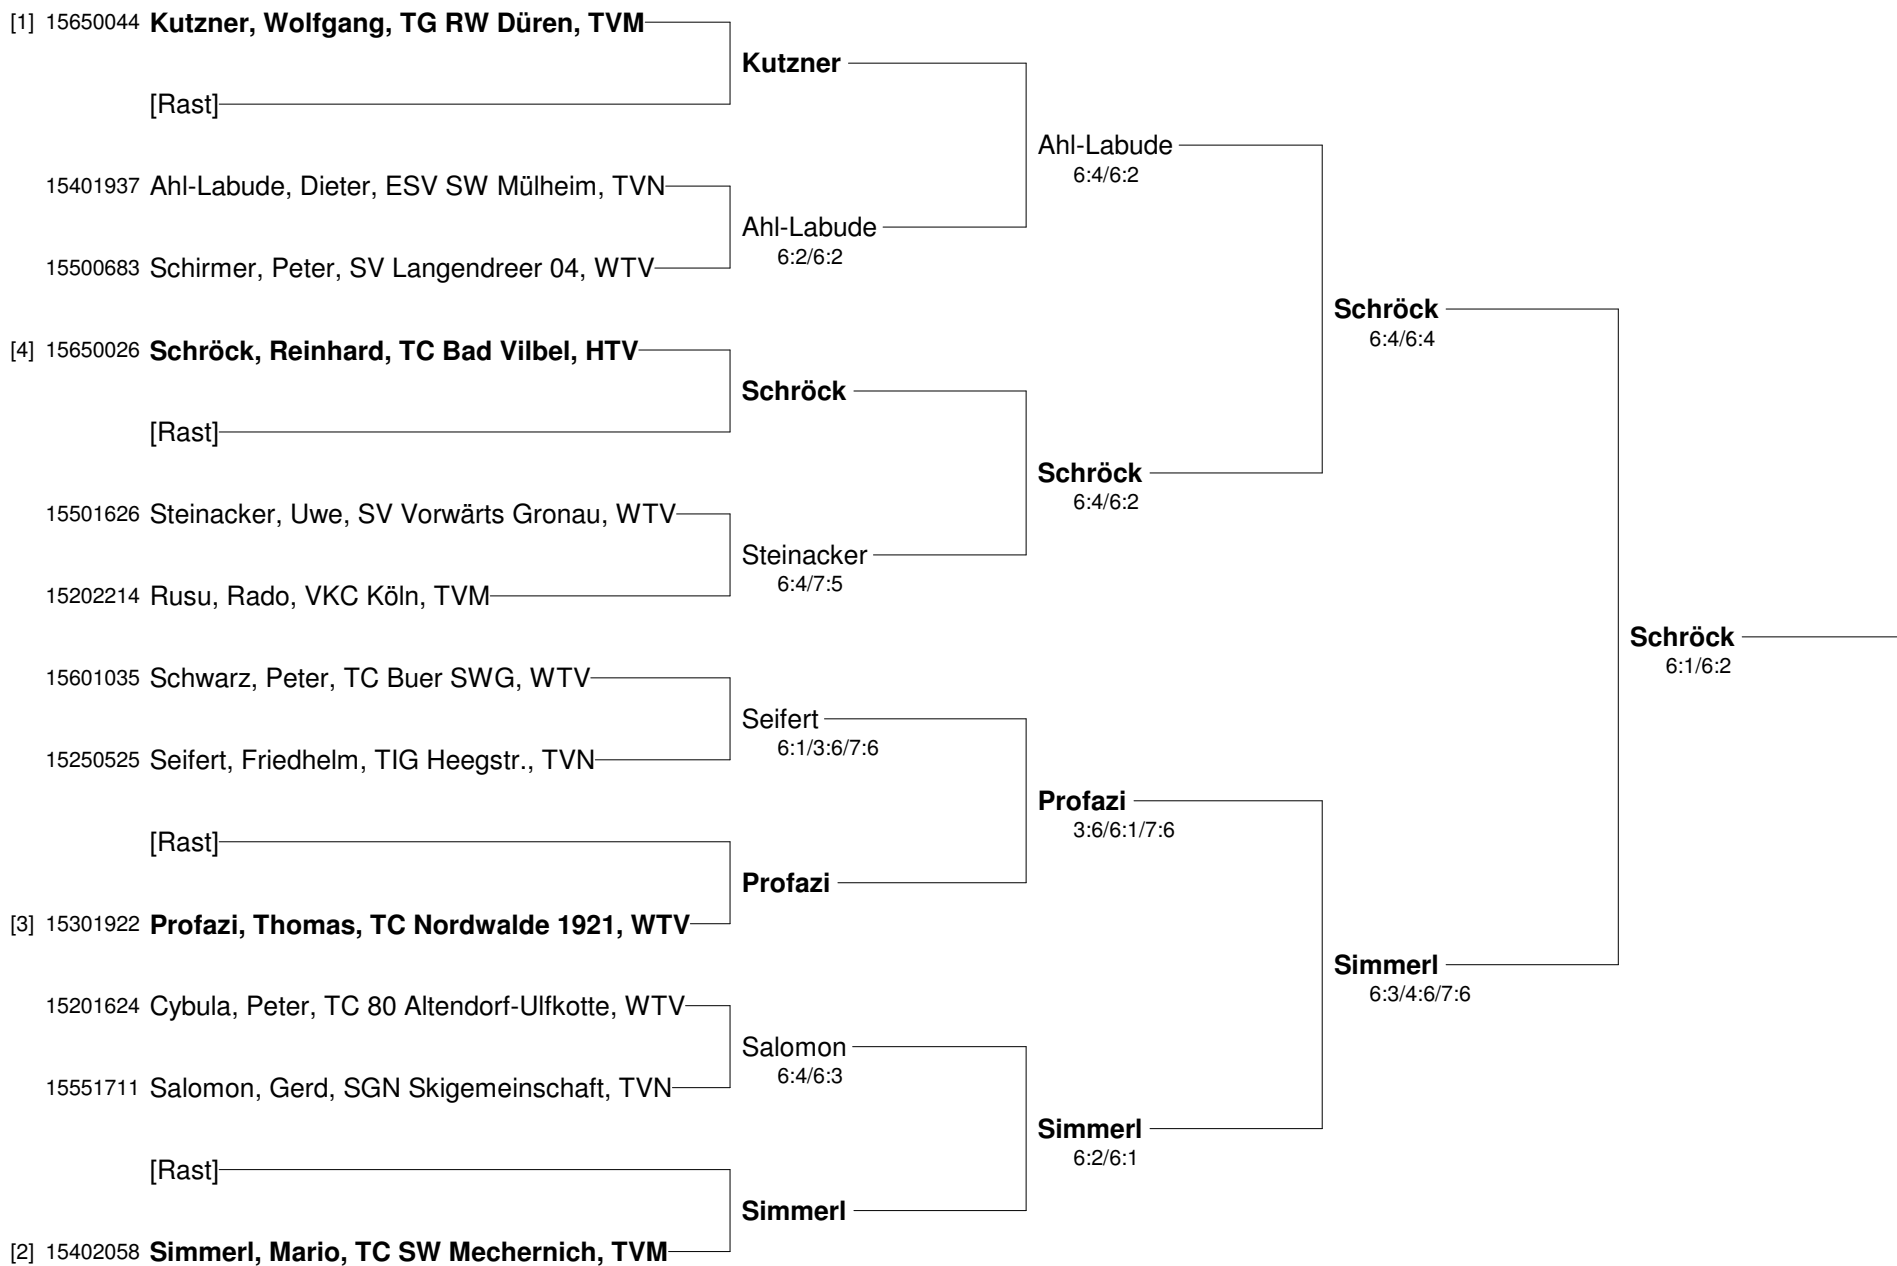 [1] 15650044 Kutzner, Wolfgang, TG RW Düren, TVM
Kutzner
[Rast]
Ahl-Labude
6:4/6:2
15401937 Ahl-Labude, Dieter, ESV SW Mülheim, TVN
Ahl-Labude
6:2/6:2
15500683 Schirmer, Peter, SV Langendreer 04, WTV
Schröck
6:4/6:4
[4] 15650026 Schröck, Reinhard, TC Bad Vilbel, HTV
Schröck
[Rast]
Schröck
6:4/6:2
15501626 Steinacker, Uwe, SV Vorwärts Gronau, WTV
Steinacker
6:4/7:5
15202214 Rusu, Rado, VKC Köln, TVM
Schröck
6:1/6:2
15601035 Schwarz, Peter, TC Buer SWG, WTV
Seifert
6:1/3:6/7:6
15250525 Seifert, Friedhelm, TIG Heegstr., TVN
Profazi
3:6/6:1/7:6
[Rast]
Profazi
[3] 15301922 Profazi, Thomas, TC Nordwalde 1921, WTV
Simmerl
6:3/4:6/7:6
15201624 Cybula, Peter, TC 80 Altendorf-Ulfkotte, WTV
Salomon
6:4/6:3
15551711 Salomon, Gerd, SGN Skigemeinschaft, TVN
Simmerl
6:2/6:1
[Rast]
Simmerl
[2] 15402058 Simmerl, Mario, TC SW Mechernich, TVM